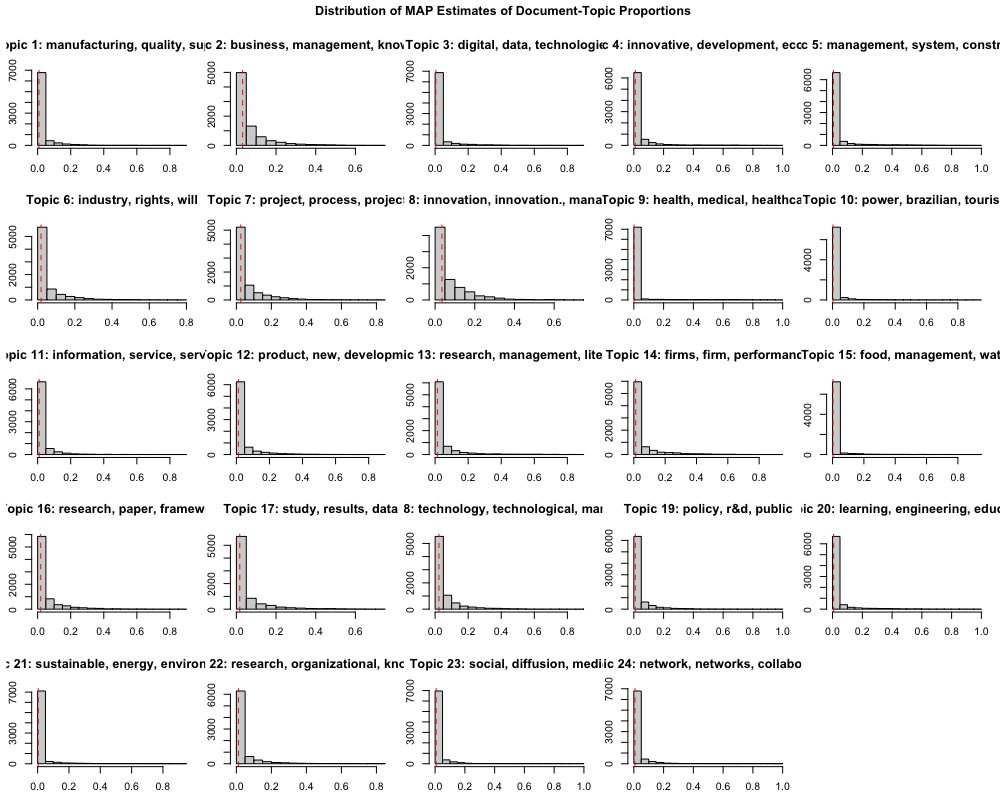 Distribution of MAP Estimates of Document-Topic Proportions
opic 1: manufacturing, quality, sup
0 3000 7000
0.0 0.2 0.4 0.6 0.8
c 2: business, management, know
0 2000 5000
0.0 0.2 0.4 0.6
Topic 3: digital, data, technologie
0 3000 7000
0.0 0.2 0.4 0.6 0.8
c 4: innovative, development, eco
0 3000 6000
0.0 0.2 0.4 0.6 0.8 1.0
c 5: management, system, constr
0 3000 6000
0.0 0.2 0.4 0.6 0.8 1.0
Topic 6: industry, rights, will
0 2000 5000
0.0 0.2 0.4 0.6 0.8
Topic 7: project, process, project
0 2000 5000
0.0 0.2 0.4 0.6 0.8
8: innovation, innovation., mana
0 2000
0.0 0.2 0.4 0.6
Topic 9: health, medical, healthca
0 3000 7000
0.0 0.2 0.4 0.6 0.8 1.0
Topic 10: power, brazilian, touris
0 4000
0.0 0.2 0.4 0.6 0.8
opic 11: information, service, serv
0 3000 6000
0.0 0.2 0.4 0.6 0.8
opic 12: product, new, developm
0 3000 6000
0.0 0.2 0.4 0.6 0.8
ic 13: research, management, lite
0 2000 5000
0.0 0.2 0.4 0.6 0.8
Topic 14: firms, firm, performanc
0 2000 5000
0.0 0.2 0.4 0.6 0.8
Topic 15: food, management, wat
0 4000
0.0 0.2 0.4 0.6 0.8
opic 16: research, paper, framew
0 2000 5000
0.0 0.2 0.4 0.6 0.8
Topic 17: study, results, data
0 2000 5000
0.0 0.2 0.4 0.6
8: technology, technological, man
0 2000 5000
0.0 0.2 0.4 0.6 0.8
Topic 19: policy, r&d, public
0 3000 6000
0.0 0.2 0.4 0.6 0.8 1.0
ic 20: learning, engineering, educ
0 3000 6000
0.0 0.2 0.4 0.6 0.8 1.0
c 21: sustainable, energy, environ
0 3000 7000
0.0 0.2 0.4 0.6 0.8
22: research, organizational, kno
0 3000 6000
0.0 0.2 0.4 0.6 0.8
Topic 23: social, diffusion, medi
0 3000 7000
0.0 0.2 0.4 0.6 0.8 1.0
ic 24: network, networks, collabo
0 3000 7000
0.0 0.2 0.4 0.6 0.8 1.0